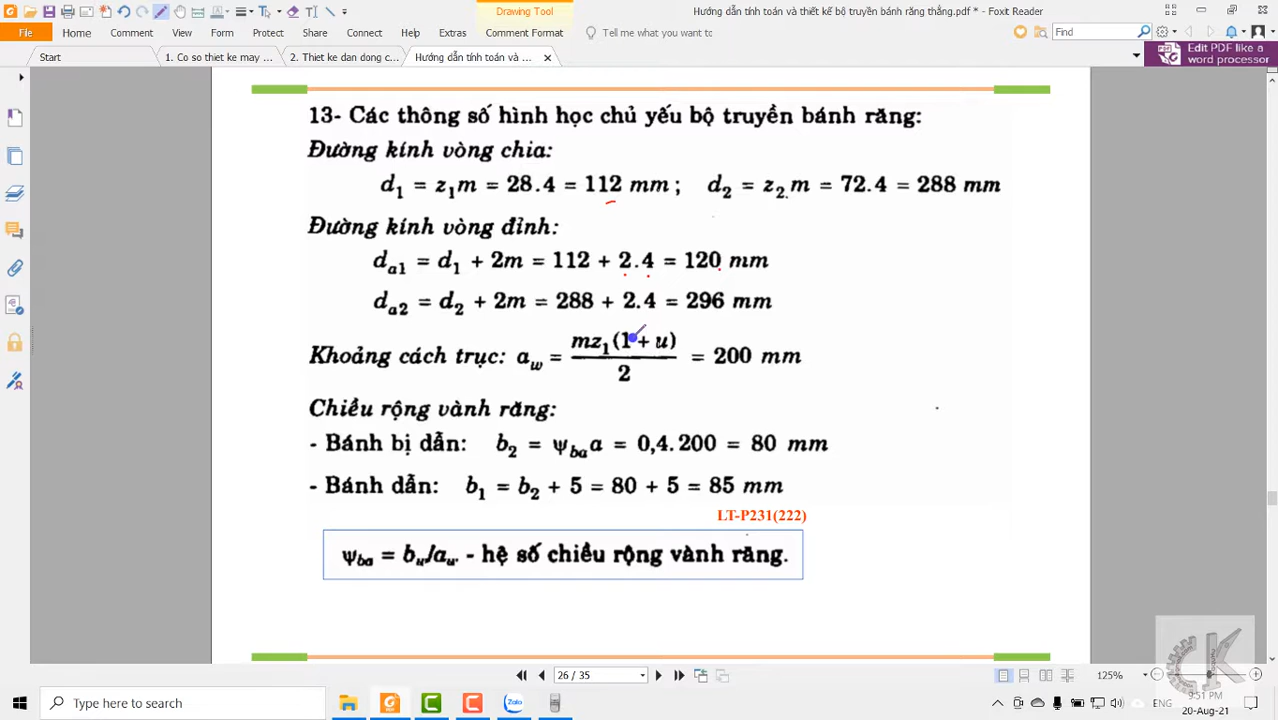 Drawing Tool
Hướng dẫn tính toán và thiết kế bộ truyền bánh răng thẳng.pdf * - Foxit Reader
File Home Comment View Form Protect Share Connect Help Extras Comment Format Tell me what you want to Find
Edit PDF like a
word processor
Start 1. Co so thiet ke may ... 2. Thiet ke dan dong c... Hướng dẫn tính toán và ...
13- Các thông số hình học chủ yếu bộ truyền bánh răng:
Đường kính vòng chia:
d1 = z1m = 28.4 = 112 mm ; d2 = z2 m = 72.4 = 288 mm
Đường kính vòng đỉnh:
da1 = d1 + 2m = 112 + 2.4 = 120 mm
da2 = d2 + 2m = 288 + 2.4 = 296 mm
Khoảng cách trục: aw = mz1(1 + u) / 2 = 200 mm
Chiều rộng vành răng:
- Bánh bị dẫn: b2 = ψba a = 0,4.200 = 80 mm
- Bánh dẫn: b1 = b2 + 5 = 80 + 5 = 85 mm
LT-P231(222)
ψba = bw/aw - hệ số chiều rộng vành răng.
26 / 35
125%
CK
Type here to search
Zalo
ENG
9:51 PM
20-Aug-21